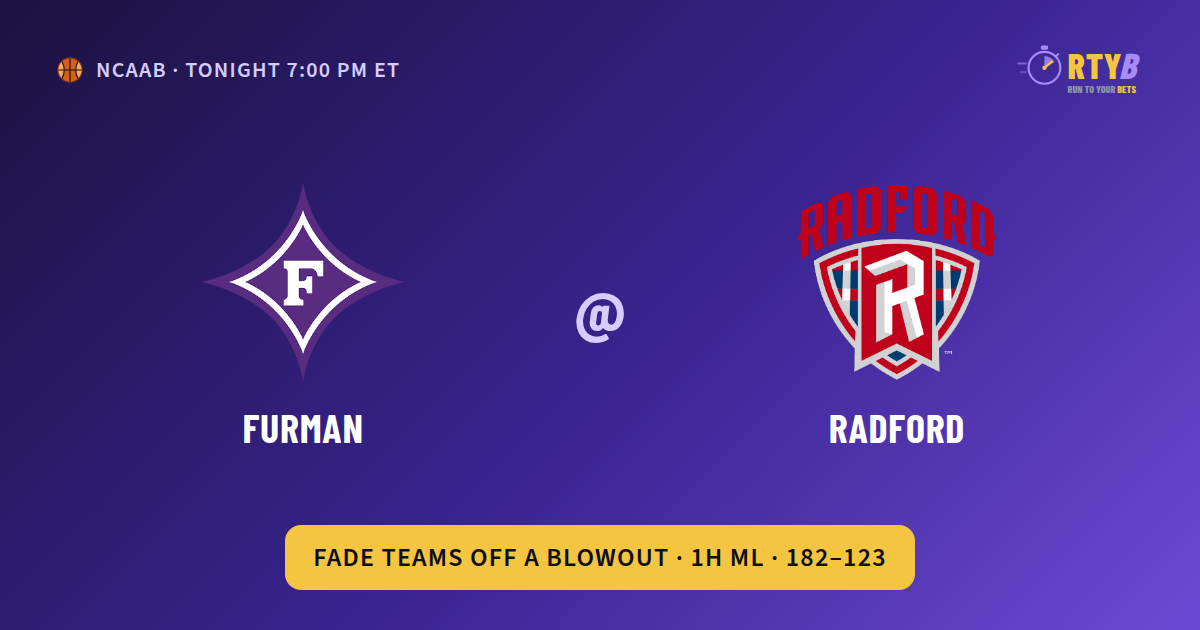 NCAAB · TONIGHT 7:00 PM ET
RTYB
RUN TO YOUR BETS
F
@
RADFORD
R
™
FURMAN
RADFORD
FADE TEAMS OFF A BLOWOUT · 1H ML · 182–123